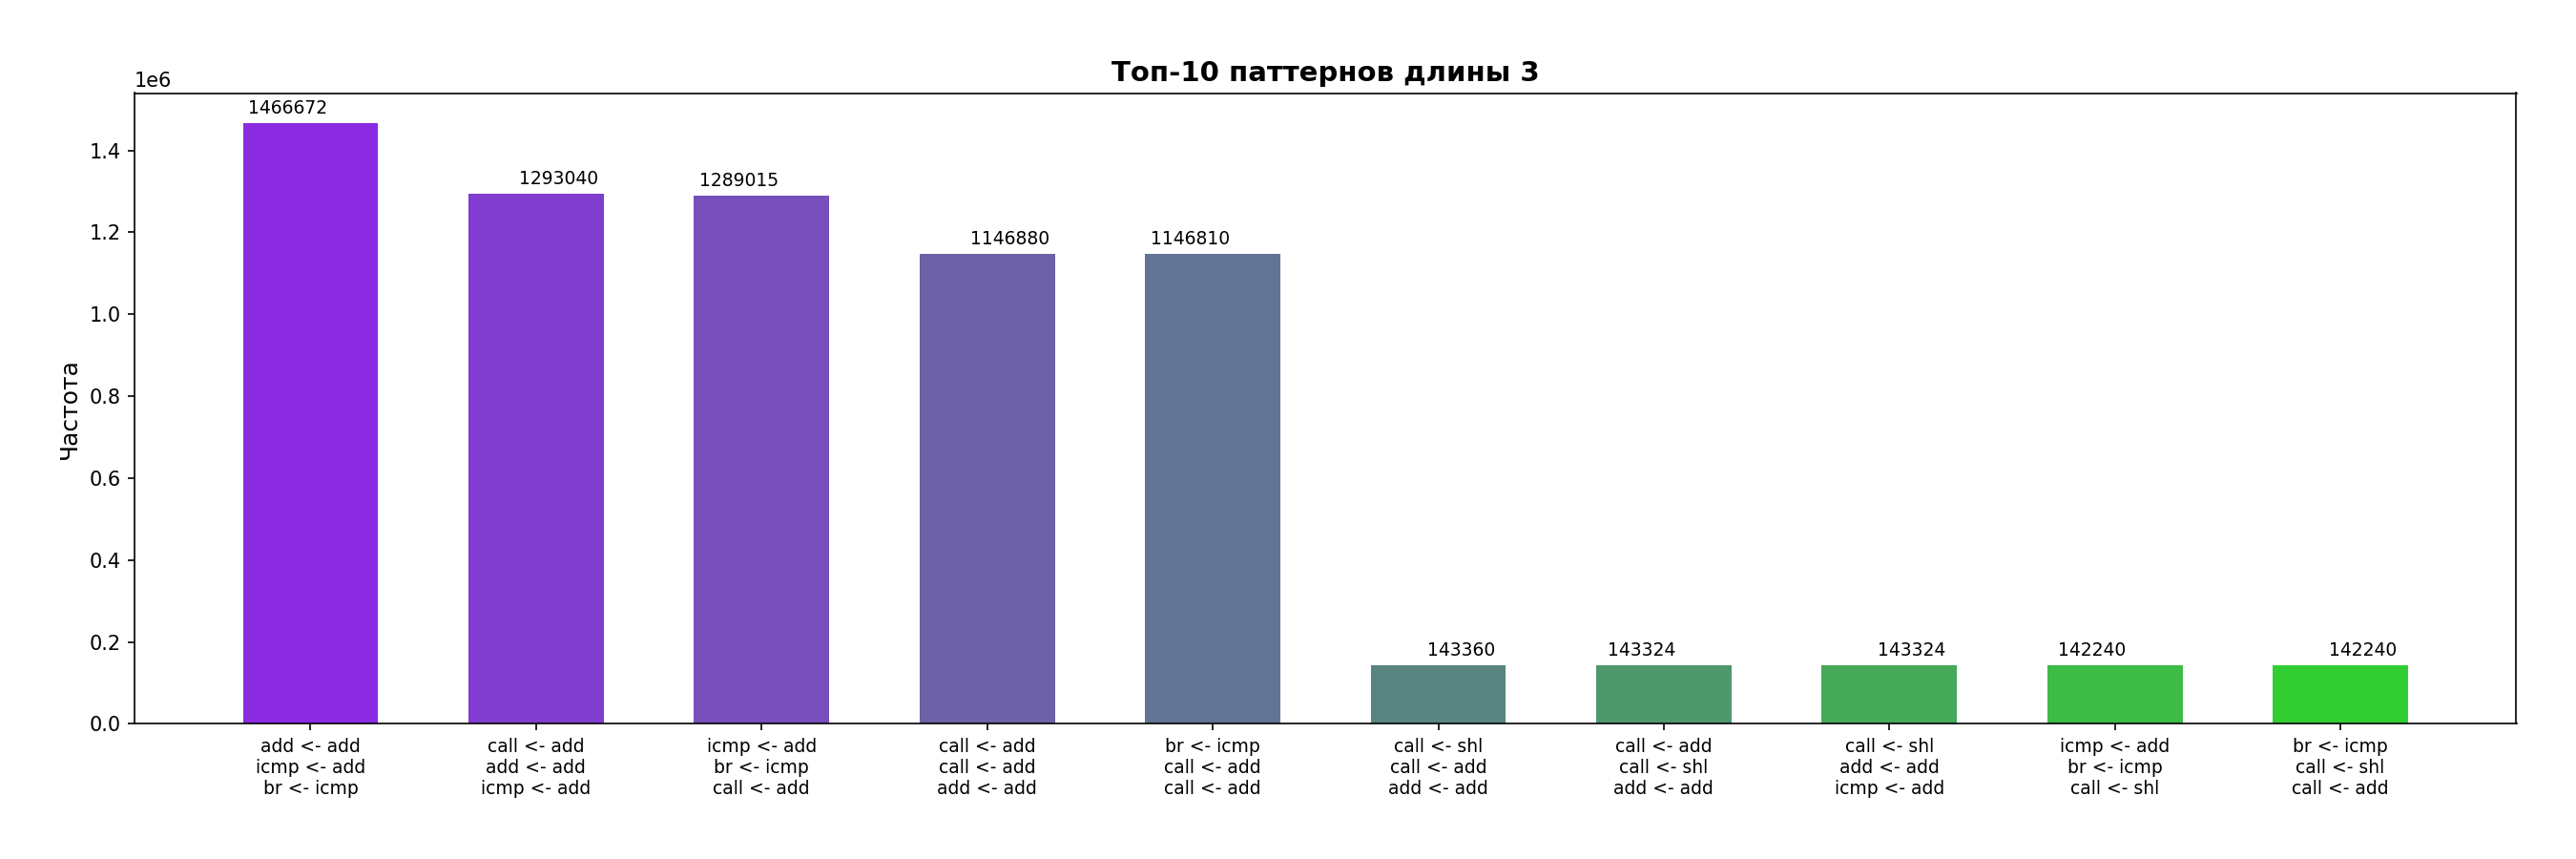 Топ-10 паттернов длины 3
1e6
Частота
1.4
1.2
1.0
0.8
0.6
0.4
0.2
0.0
1466672
1293040
1289015
1146880
1146810
143360
143324
143324
142240
142240
add <- add
icmp <- add
br <- icmp
call <- add
add <- add
icmp <- add
icmp <- add
br <- icmp
call <- add
call <- add
call <- add
add <- add
br <- icmp
call <- add
call <- add
call <- shl
call <- add
add <- add
call <- add
call <- shl
add <- add
call <- shl
add <- add
icmp <- add
icmp <- add
br <- icmp
call <- shl
br <- icmp
call <- shl
call <- add